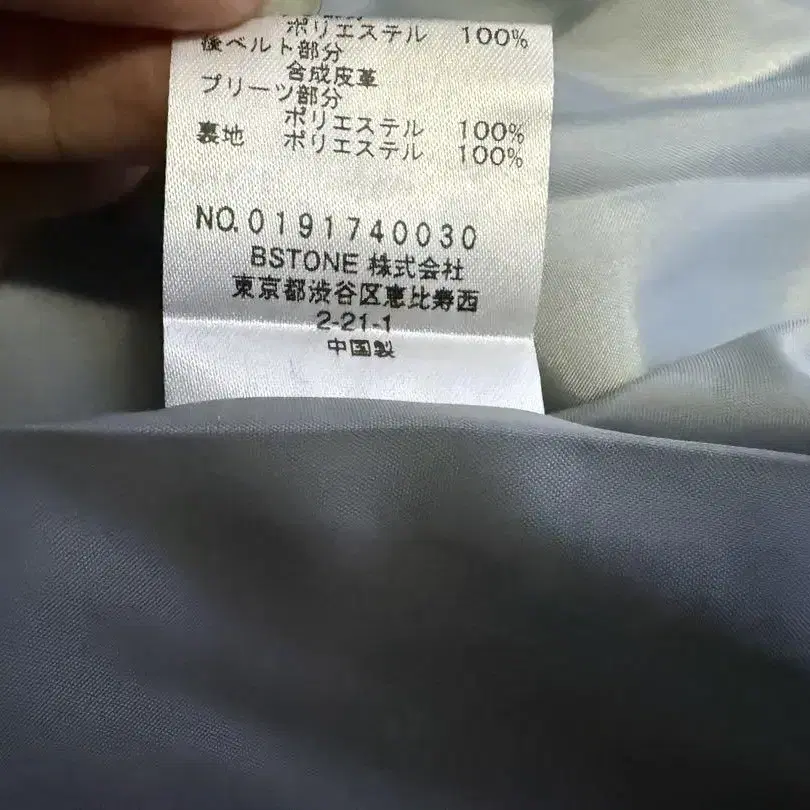 ポリエステル 100%
後ベルト部分
合成皮革
プリーツ部分
ポリエステル 100%
裏地 ポリエステル 100%
NO.0191740030
BSTONE 株式会社
東京都渋谷区恵比寿西
2-21-1
中国製